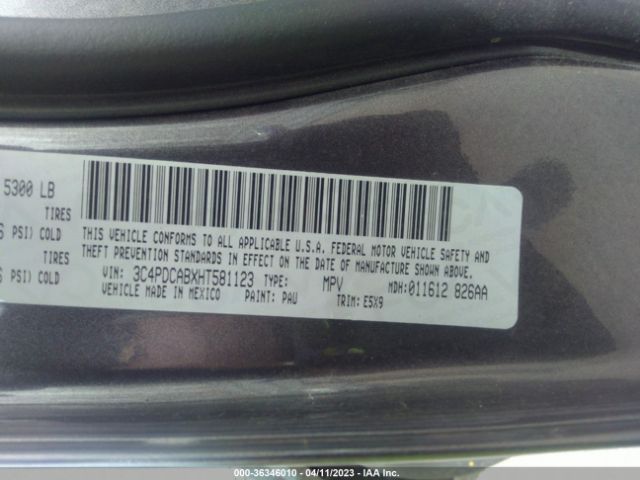 5300 LB
TIRES
PSI) COLD
TIRES
PSI) COLD
THIS VEHICLE CONFORMS TO ALL APPLICABLE U.S.A. FEDERAL MOTOR VEHICLE SAFETY AND
THEFT PREVENTION STANDARDS IN EFFECT ON THE DATE OF MANUFACTURE SHOWN ABOVE.
VIN: 3C4PDCABXHT581123 TYPE: MPV MDH:011612 826AA
VEHICLE MADE IN MEXICO PAINT: PAU TRIM: E5X9
000-36346010 - 04/11/2023 - IAA Inc.